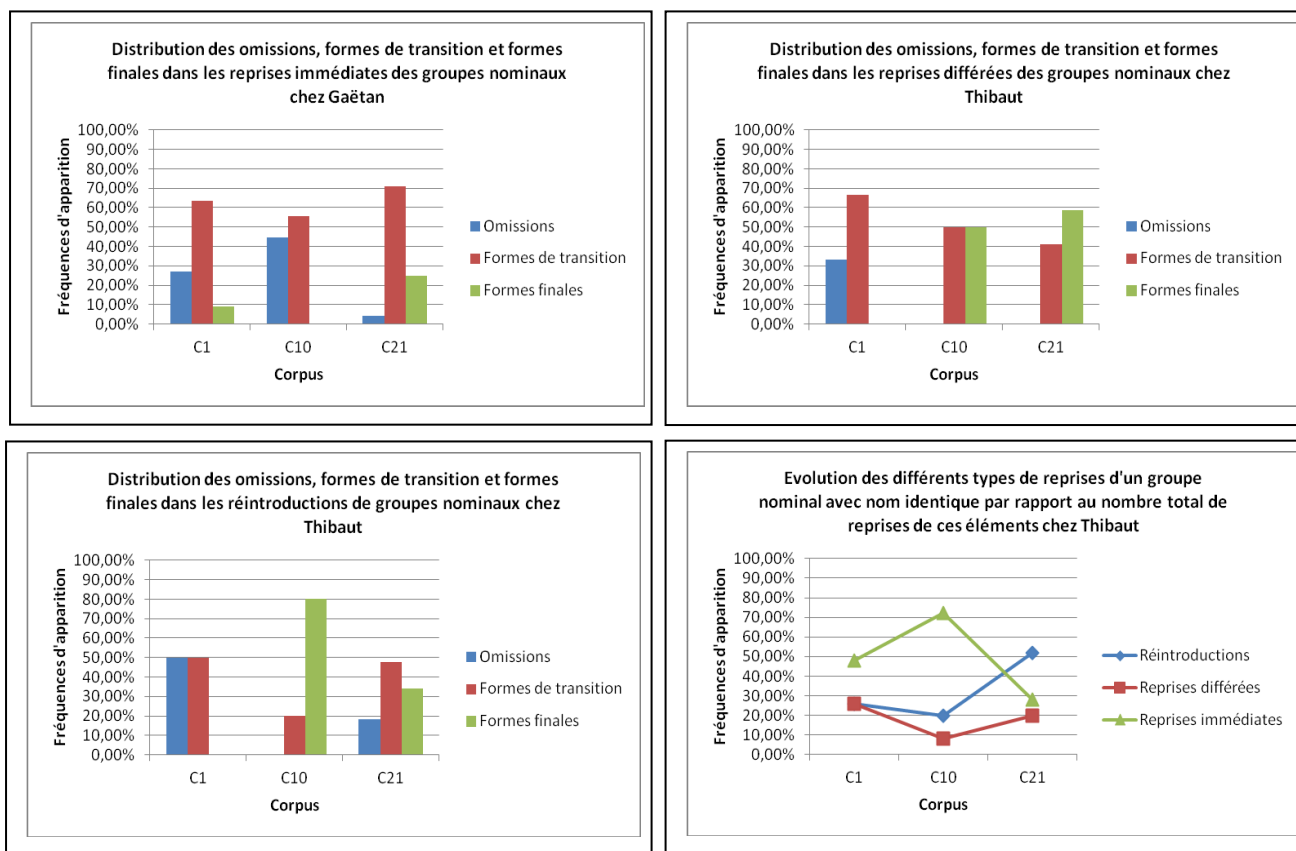 Distribution des omissions, formes de transition et formes
finales dans les reprises immédiates des groupes nominaux
chez Gaëtan
Fréquences d'apparition
100,00%
90,00%
80,00%
70,00%
60,00%
50,00%
40,00%
30,00%
20,00%
10,00%
0,00%
C1
C10
C21
Corpus
Omissions
Formes de transition
Formes finales
Distribution des omissions, formes de transition et formes
finales dans les reprises différées des groupes nominaux chez
Thibaut
Fréquences d'apparition
100,00%
90,00%
80,00%
70,00%
60,00%
50,00%
40,00%
30,00%
20,00%
10,00%
0,00%
C1
C10
C21
Corpus
Omissions
Formes de transition
Formes finales
Distribution des omissions, formes de transition et formes
finales dans les réintroductions de groupes nominaux chez
Thibaut
Fréquences d'apparition
100,00%
90,00%
80,00%
70,00%
60,00%
50,00%
40,00%
30,00%
20,00%
10,00%
0,00%
C1
C10
C21
Corpus
Omissions
Formes de transition
Formes finales
Evolution des différents types de reprises d'un groupe
nominal avec nom identique par rapport au nombre total de
reprises de ces éléments chez Thibaut
Fréquences d'apparition
100,00%
90,00%
80,00%
70,00%
60,00%
50,00%
40,00%
30,00%
20,00%
10,00%
0,00%
C1
C10
C21
Corpus
Réintroductions
Reprises différées
Reprises immédiates